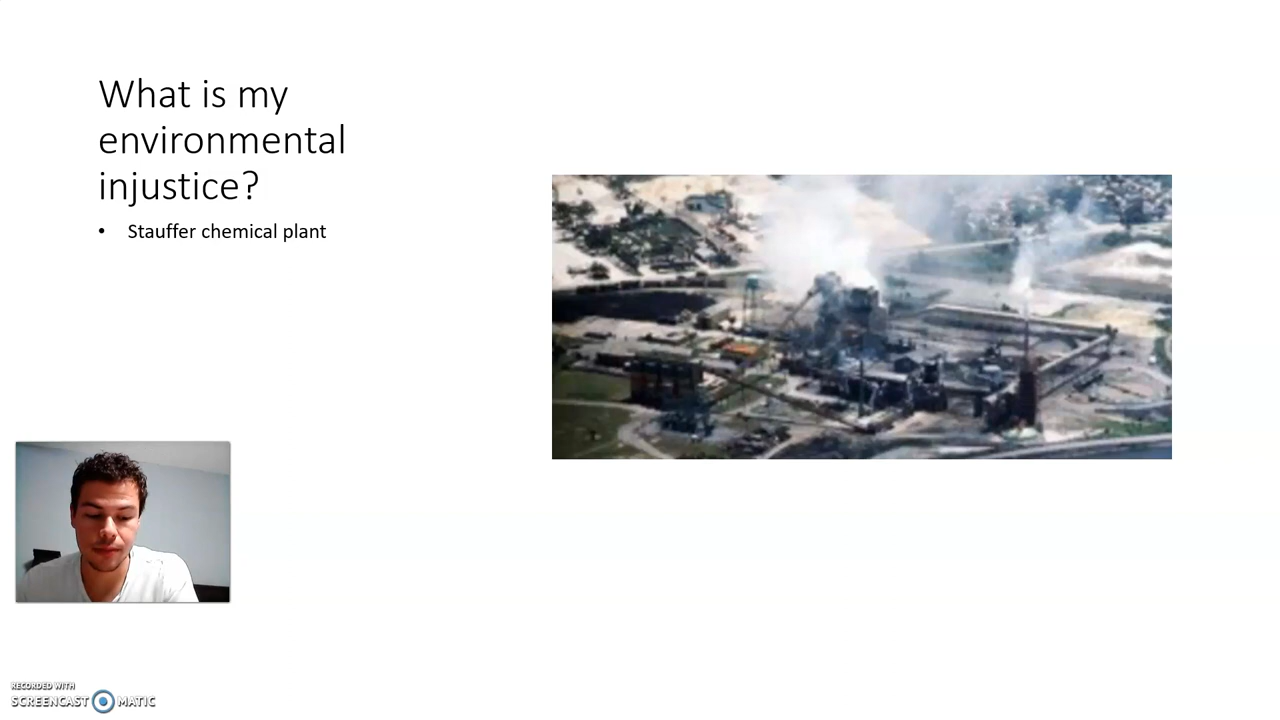 What is my
environmental
injustice?
• Stauffer chemical plant
RECORDED WITH
SCREENCAST MATIC